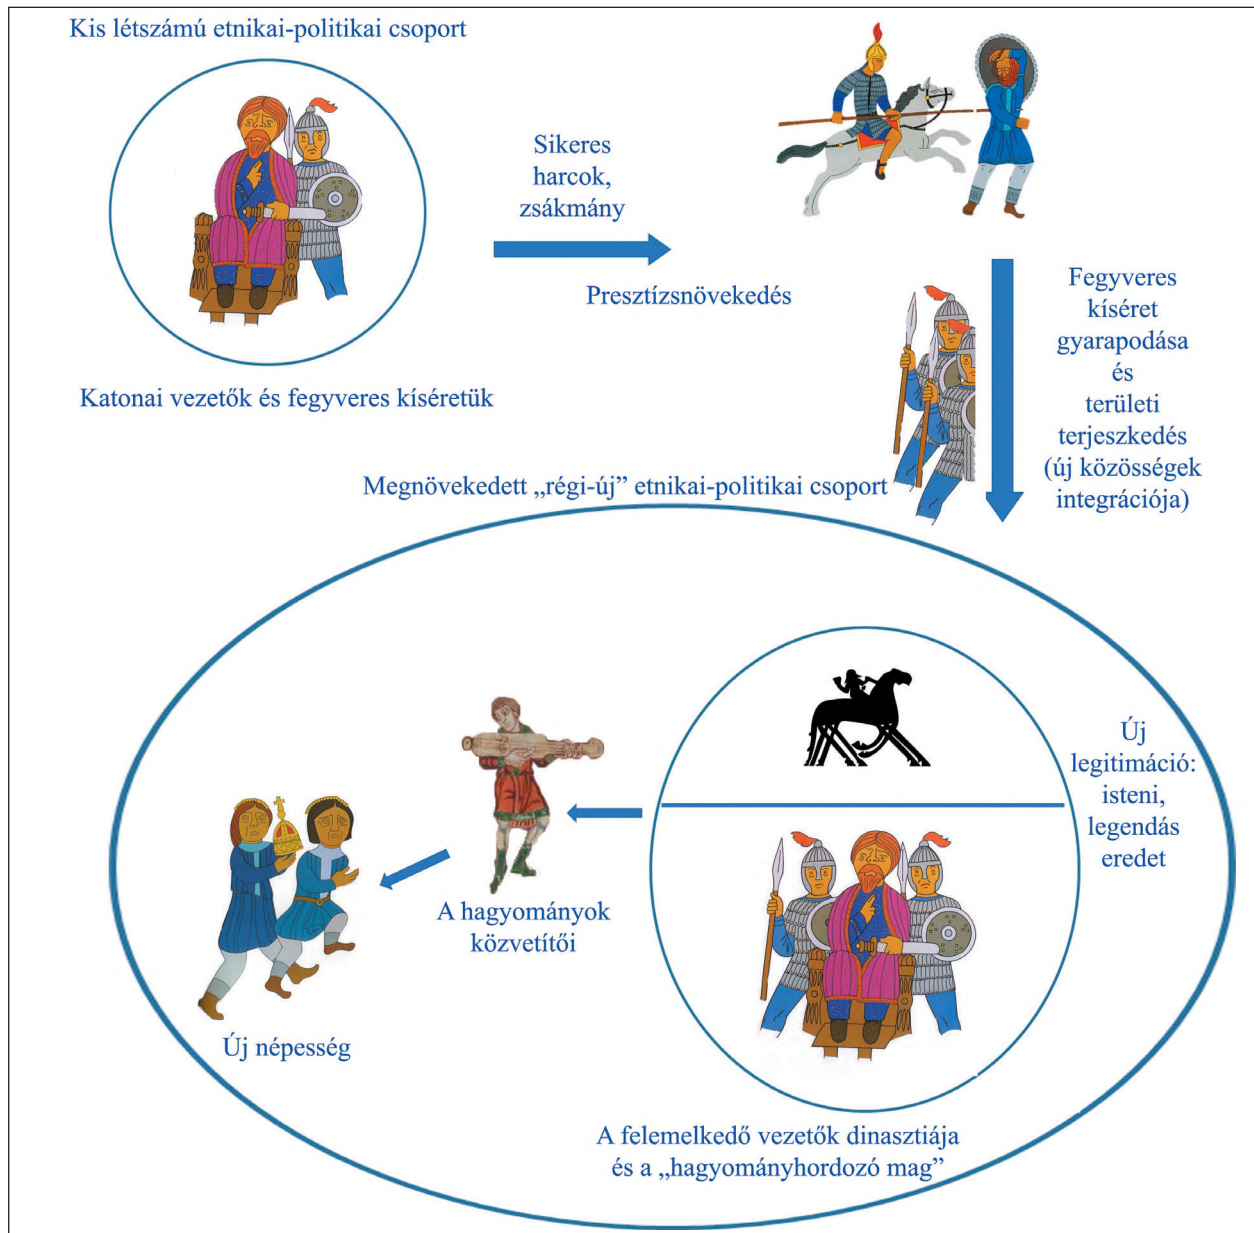 Kis létszámú etnikai-politikai csoport
Sikeres
harcok,
zsákmány
Presztízsnövekedés
Katonai vezetők és fegyveres kíséretük
Fegyveres
kíséret
gyarapodása
és
területi
terjeszkedés
(új közösségek
integrációja)
Megnövekedett „régi-új” etnikai-politikai csoport
Új
legitimáció:
isteni,
legendás
eredet
A hagyományok
közvetítői
Új népesség
A felemelkedő vezetők dinasztiája
és a „hagyományhordozó mag”